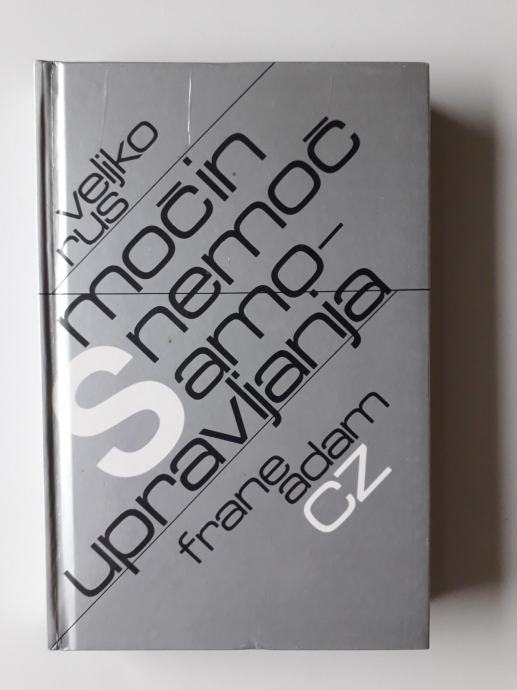 veljko
rus
moč in
nemoč
samo-
upravljanja
frane
adam
cz